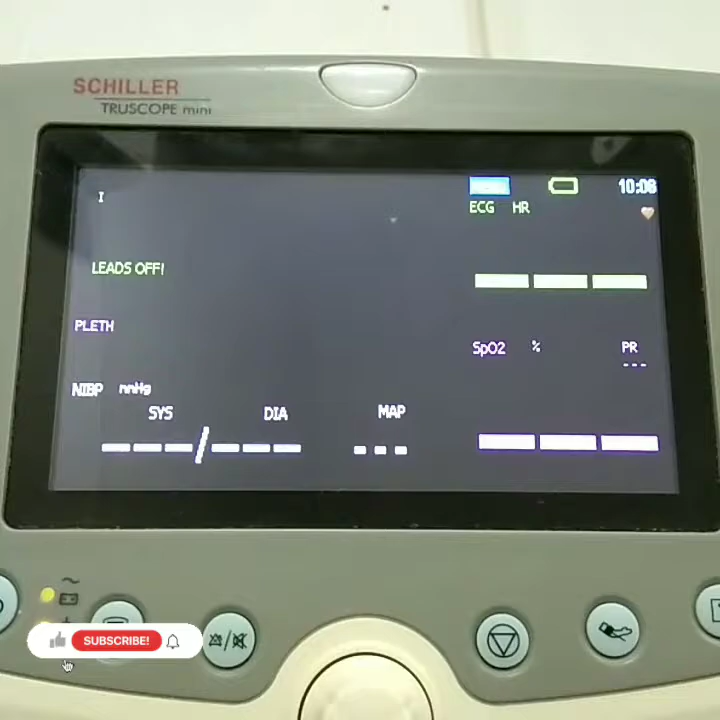 SCHILLER
TRUSCOPE mini
10:08
I
ECG HR
LEADS OFF!
PLETH
SpO2 % PR
---
NIBP mmHg
SYS DIA MAP
---/--- ---
SUBSCRIBE!